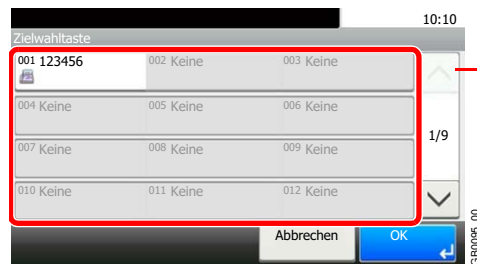 10:10
Zielwahltaste
001 123456 002 Keine 003 Keine
004 Keine 005 Keine 006 Keine
1/9
007 Keine 008 Keine 009 Keine
010 Keine 011 Keine 012 Keine
Abbrechen OK
GB0095_00